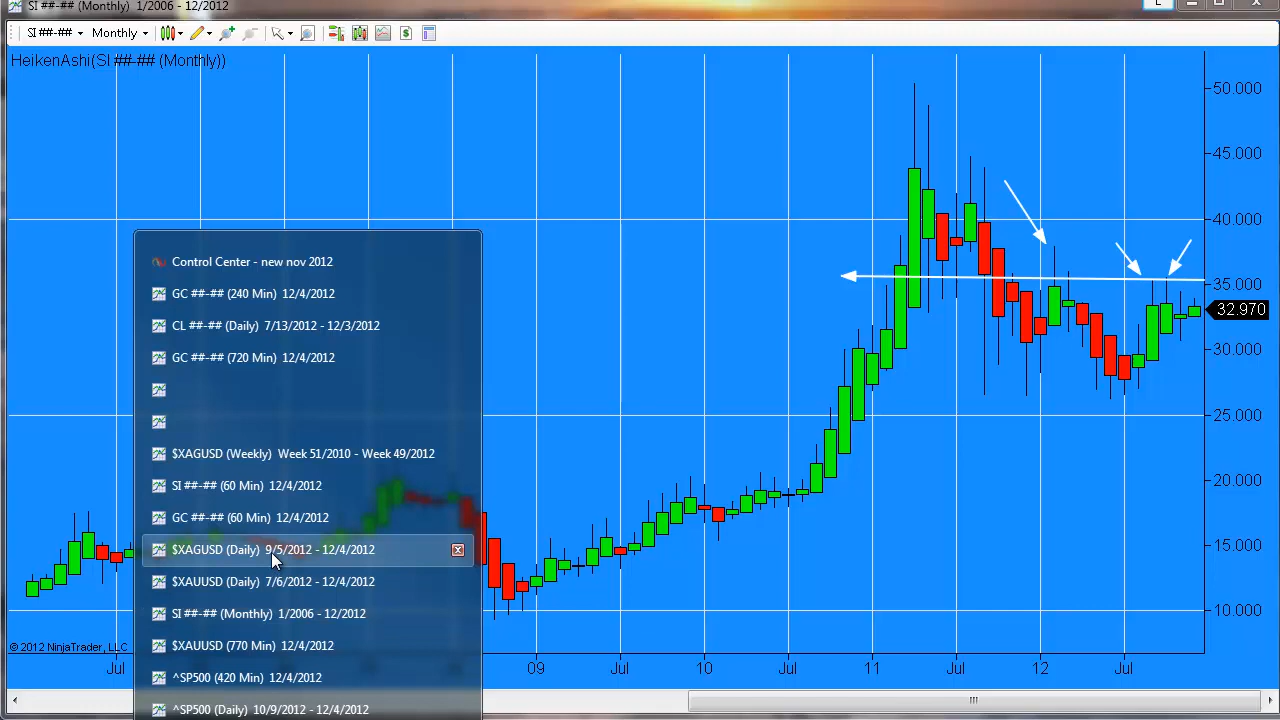 SI ##-## (Monthly)  1/2006 - 12/2012
L
SI ##-## Monthly
$
HeikenAshi(SI ##-## (Monthly))
50.000
45.000
40.000
35.000
32.970
30.000
25.000
20.000
15.000
10.000
Control Center - new nov 2012
GC ##-## (240 Min)  12/4/2012
CL ##-## (Daily)  7/13/2012 - 12/3/2012
GC ##-## (720 Min)  12/4/2012
$XAGUSD (Weekly)  Week 51/2010 - Week 49/2012
SI ##-## (60 Min)  12/4/2012
GC ##-## (60 Min)  12/4/2012
$XAGUSD (Daily)  9/5/2012 - 12/4/2012
$XAUUSD (Daily)  7/6/2012 - 12/4/2012
SI ##-## (Monthly)  1/2006 - 12/2012
$XAUUSD (770 Min)  12/4/2012
^SP500 (420 Min)  12/4/2012
^SP500 (Daily)  10/9/2012 - 12/4/2012
© 2012 NinjaTrader, LLC
Jul 09 Jul 10 Jul 11 Jul 12 Jul